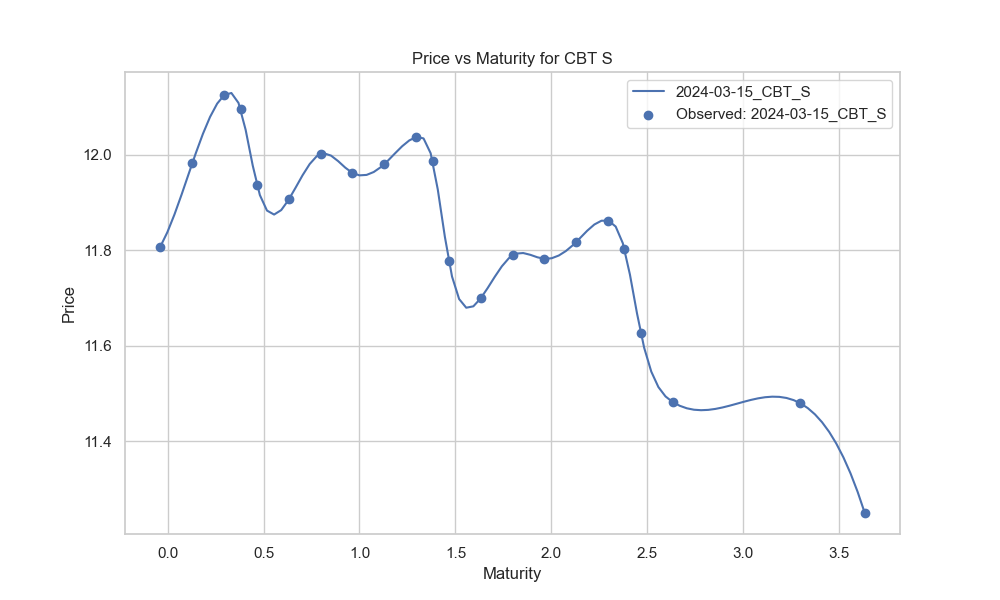 Price vs Maturity for CBT S
2024-03-15_CBT_S
Observed: 2024-03-15_CBT_S
12.0
11.8
11.6
11.4
Price
0.0 0.5 1.0 1.5 2.0 2.5 3.0 3.5
Maturity